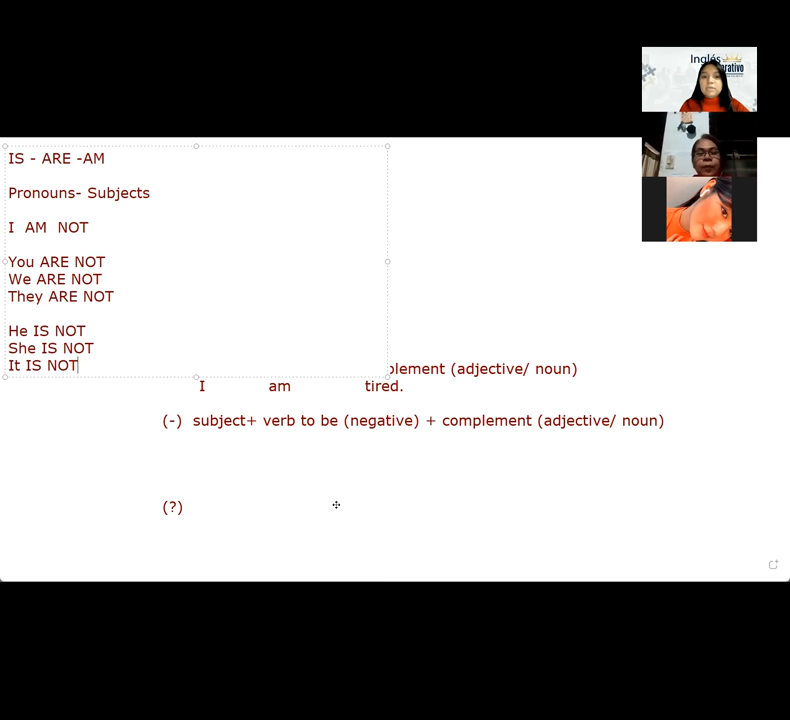 Inglés
IS - ARE -AM
Pronouns- Subjects
I AM NOT
You ARE NOT
We ARE NOT
They ARE NOT
He IS NOT
She IS NOT
It IS NOT
plement (adjective/ noun)
I am tired.
(-) subject+ verb to be (negative) + complement (adjective/ noun)
(?)